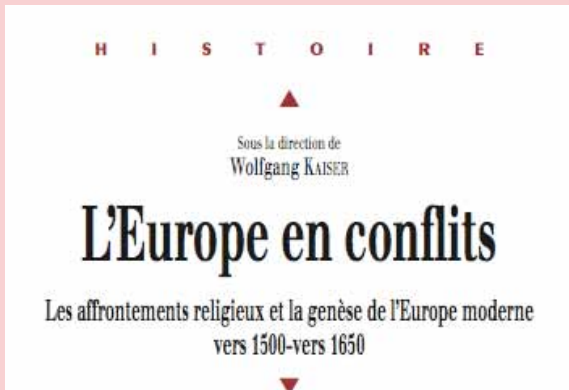 HISTOIRE
Sous la direction de
Wolfgang KAISER
L'Europe en conflits
Les affrontements religieux et la genèse de l'Europe moderne
vers 1500-vers 1650